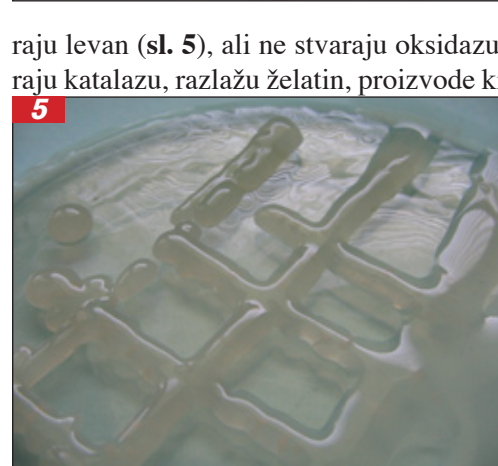 raju levan (sl. 5), ali ne stvaraju oksidazu
raju katalazu, razlažu želatin, proizvode
5